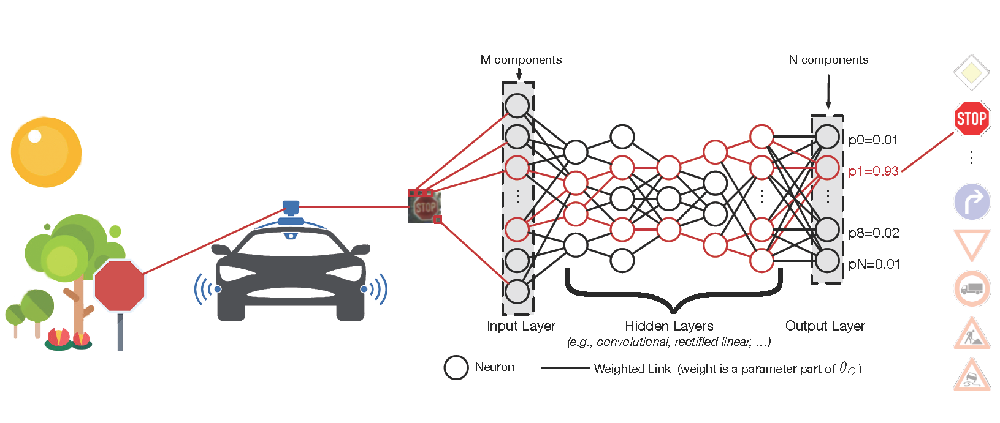 M components
N components
STOP
STOP
p0=0.01
p1=0.93
p8=0.02
pN=0.01
Input Layer
Hidden Layers
Output Layer
(e.g., convolutional, rectified linear, ...)
Neuron
Weighted Link (weight is a parameter part of θ_O )